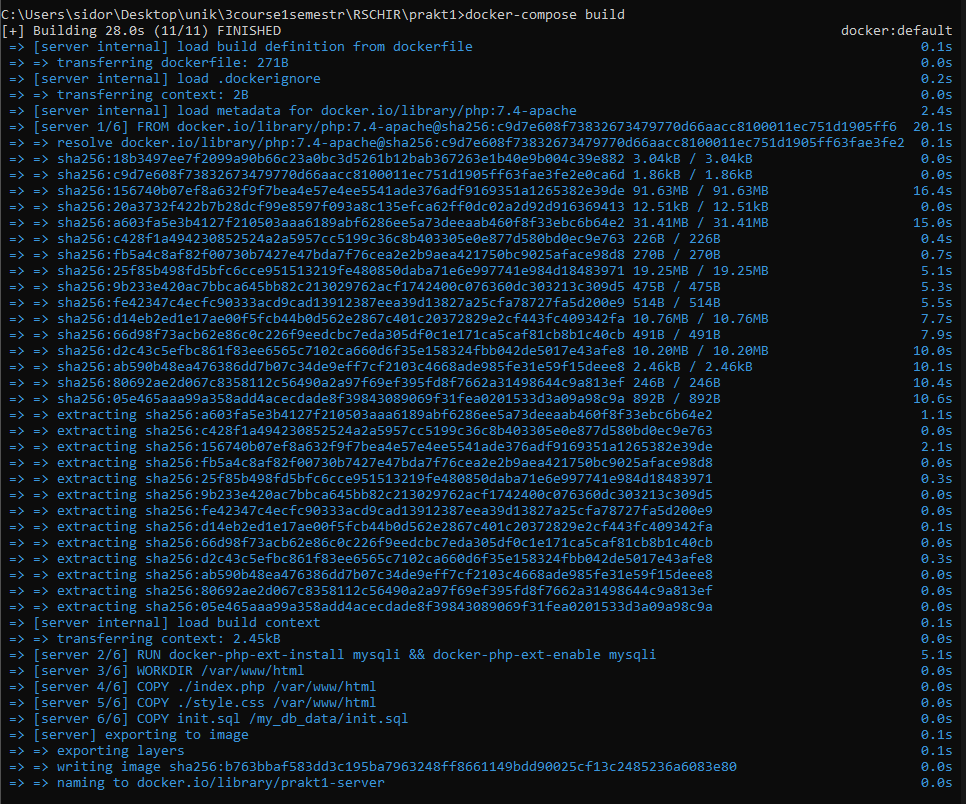 C:\Users\sidor\Desktop\unik\3course1semestr\RSCHIR\prakt1>docker-compose build
[+] Building 28.0s (11/11) FINISHED docker:default
=> [server internal] load build definition from dockerfile 0.1s
=> => transferring dockerfile: 271B 0.0s
=> [server internal] load .dockerignore 0.2s
=> => transferring context: 2B 0.0s
=> [server internal] load metadata for docker.io/library/php:7.4-apache 2.4s
=> [server 1/6] FROM docker.io/library/php:7.4-apache@sha256:c9d7e608f73832673479770d66aacc8100011ec751d1905ff6 20.1s
=> => resolve docker.io/library/php:7.4-apache@sha256:c9d7e608f73832673479770d66aacc8100011ec751d1905ff63fae3fe2 0.1s
=> => sha256:18b3497ee7f2099a90b66c23a0bc3d5261b12bab367263e1b40e9b004c39e882 3.04kB / 3.04kB 0.0s
=> => sha256:c9d7e608f73832673479770d66aacc8100011ec751d1905ff63fae3fe2e0ca6d 1.86kB / 1.86kB 0.0s
=> => sha256:156740b07ef8a632f9f7bea4e57e4ee5541ade376adf9169351a1265382e39de 91.63MB / 91.63MB 16.4s
=> => sha256:20a3732f422b7b28dcf99e8597f093a8c135efca62ff0dc02a2d92d916369413 12.51kB / 12.51kB 0.0s
=> => sha256:a603fa5e3b4127f210503aaa6189abf6286ee5a73deeaab460f8f33ebc6b64e2 31.41MB / 31.41MB 15.0s
=> => sha256:c428f1a494230852524a2a5957cc5199c36c8b403305e0e877d580bd0ec9e763 226B / 226B 0.4s
=> => sha256:fb5a4c8af82f00730b7427e47bda7f76cea2e2b9aea421750bc9025aface98d8 270B / 270B 0.7s
=> => sha256:25f85b498fd5bfc6cce951513219fe480850daba71e6e997741e984d18483971 19.25MB / 19.25MB 5.1s
=> => sha256:9b233e420ac7bbca645bb82c213029762acf1742400c076360dc303213c309d5 475B / 475B 5.3s
=> => sha256:fe42347c4ecfc90333acd9cad13912387eea39d13827a25cfa78727fa5d200e9 514B / 514B 5.5s
=> => sha256:d14eb2ed1e17ae00f5fcb44b0d562e2867c401c20372829e2cf443fc409342fa 10.76MB / 10.76MB 7.7s
=> => sha256:66d98f73acb62e86c0c226f9eedcbc7eda305df0c1e171ca5caf81cb8b1c40cb 491B / 491B 7.9s
=> => sha256:d2c43c5efbc861f83ee6565c7102ca660d6f35e158324fbb042de5017e43afe8 10.20MB / 10.20MB 10.0s
=> => sha256:ab590b48ea476386dd7b07c34de9eff7cf2103c4668ade985fe31e59f15deee8 2.46kB / 2.46kB 10.1s
=> => sha256:80692ae2d067c8358112c56490a2a97f69ef395fd8f7662a31498644c9a813ef 246B / 246B 10.4s
=> => sha256:05e465aaa99a358add4acecdade8f39843089069f31fea0201533d3a09a98c9a 892B / 892B 10.6s
=> => extracting sha256:a603fa5e3b4127f210503aaa6189abf6286ee5a73deeaab460f8f33ebc6b64e2 1.1s
=> => extracting sha256:c428f1a494230852524a2a5957cc5199c36c8b403305e0e877d580bd0ec9e763 0.0s
=> => extracting sha256:156740b07ef8a632f9f7bea4e57e4ee5541ade376adf9169351a1265382e39de 2.1s
=> => extracting sha256:fb5a4c8af82f00730b7427e47bda7f76cea2e2b9aea421750bc9025aface98d8 0.0s
=> => extracting sha256:25f85b498fd5bfc6cce951513219fe480850daba71e6e997741e984d18483971 0.3s
=> => extracting sha256:9b233e420ac7bbca645bb82c213029762acf1742400c076360dc303213c309d5 0.0s
=> => extracting sha256:fe42347c4ecfc90333acd9cad13912387eea39d13827a25cfa78727fa5d200e9 0.0s
=> => extracting sha256:d14eb2ed1e17ae00f5fcb44b0d562e2867c401c20372829e2cf443fc409342fa 0.1s
=> => extracting sha256:66d98f73acb62e86c0c226f9eedcbc7eda305df0c1e171ca5caf81cb8b1c40cb 0.0s
=> => extracting sha256:d2c43c5efbc861f83ee6565c7102ca660d6f35e158324fbb042de5017e43afe8 0.3s
=> => extracting sha256:ab590b48ea476386dd7b07c34de9eff7cf2103c4668ade985fe31e59f15deee8 0.0s
=> => extracting sha256:80692ae2d067c8358112c56490a2a97f69ef395fd8f7662a31498644c9a813ef 0.0s
=> => extracting sha256:05e465aaa99a358add4acecdade8f39843089069f31fea0201533d3a09a98c9a 0.0s
=> [server internal] load build context 0.1s
=> => transferring context: 2.45kB 0.0s
=> [server 2/6] RUN docker-php-ext-install mysqli && docker-php-ext-enable mysqli 5.1s
=> [server 3/6] WORKDIR /var/www/html 0.0s
=> [server 4/6] COPY ./index.php /var/www/html 0.0s
=> [server 5/6] COPY ./style.css /var/www/html 0.0s
=> [server 6/6] COPY init.sql /my_db_data/init.sql 0.0s
=> [server] exporting to image 0.1s
=> => exporting layers 0.1s
=> => writing image sha256:b763bbaf583dd3c195ba7963248ff8661149bdd90025cf13c2485236a6083e80 0.0s
=> => naming to docker.io/library/prakt1-server 0.0s